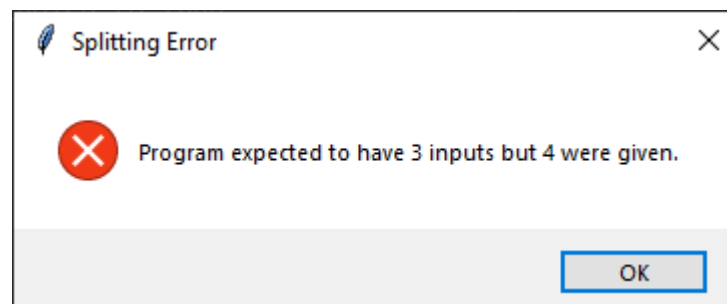 Splitting Error
Program expected to have 3 inputs but 4 were given.
OK